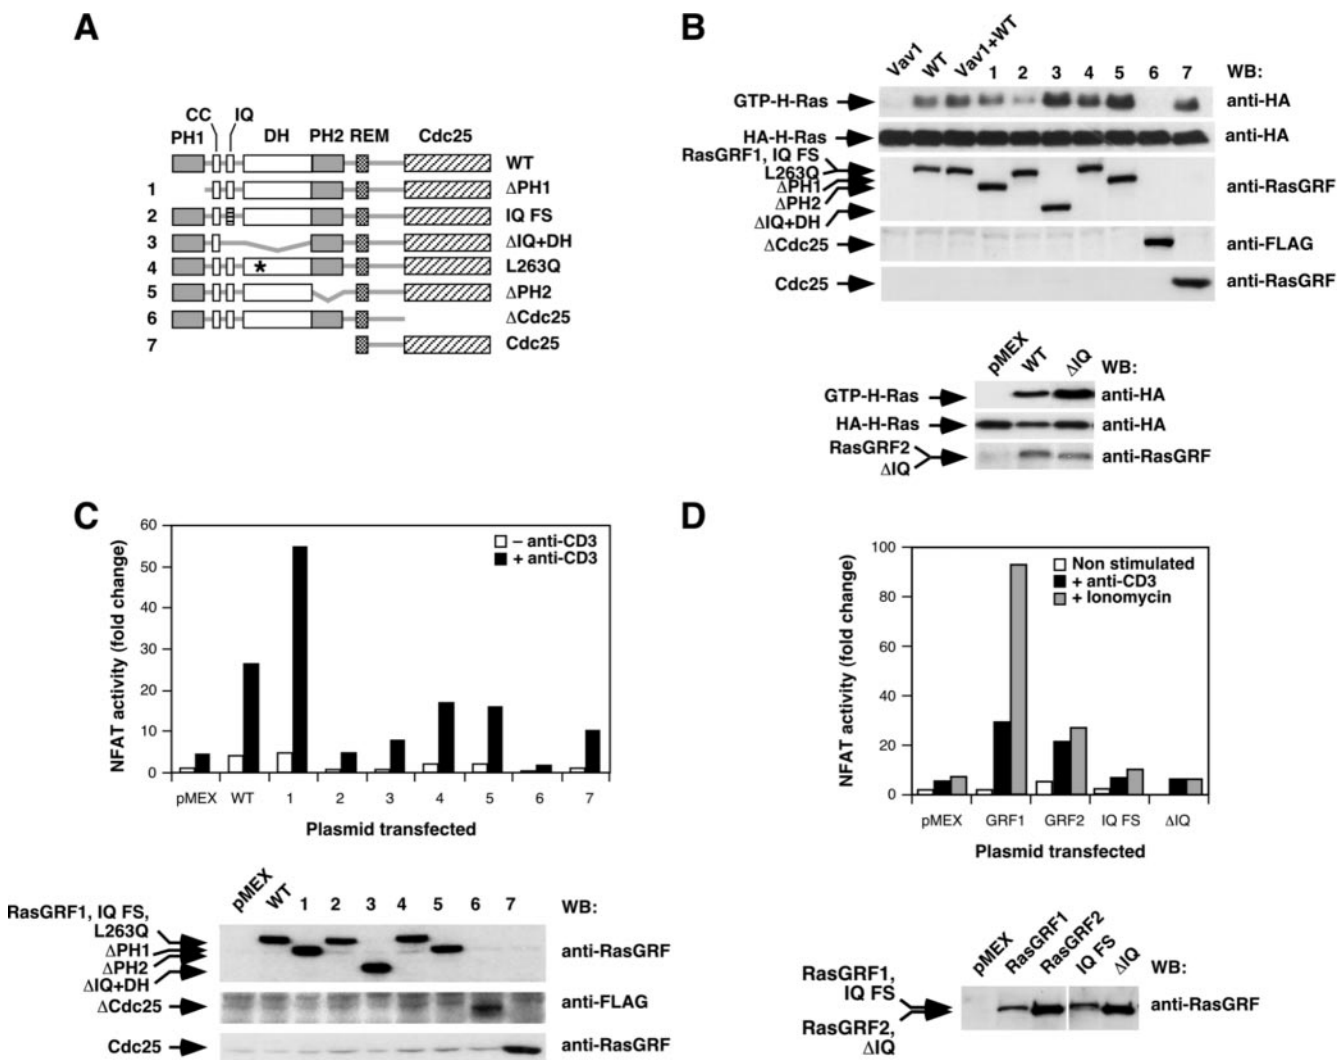 A
CC IQ
PH1 DH PH2 REM Cdc25
WT
1 ΔPH1
2 IQ FS
3 ΔIQ+DH
4 * L263Q
5 ΔPH2
6 ΔCdc25
7 Cdc25
B
Vav1 WT Vav1+WT 1 2 3 4 5 6 7 WB:
GTP-H-Ras anti-HA
HA-H-Ras anti-HA
RasGRF1, IQ FS
L263Q
ΔPH1 anti-RasGRF
ΔPH2
ΔIQ+DH
ΔCdc25 anti-FLAG
Cdc25 anti-RasGRF
pMEX WT ΔIQ WB:
GTP-H-Ras anti-HA
HA-H-Ras anti-HA
RasGRF2 anti-RasGRF
ΔIQ
C
NFAT activity (fold change)
60
50
40
30
20
10
0
– anti-CD3
+ anti-CD3
pMEX WT 1 2 3 4 5 6 7
Plasmid transfected
pMEX WT 1 2 3 4 5 6 7 WB:
RasGRF1, IQ FS,
L263Q
ΔPH1 anti-RasGRF
ΔPH2
ΔIQ+DH
ΔCdc25 anti-FLAG
Cdc25 anti-RasGRF
D
NFAT activity (fold change)
100
80
60
40
20
0
Non stimulated
+ anti-CD3
+ Ionomycin
pMEX GRF1 GRF2 IQ FS ΔIQ
Plasmid transfected
pMEX RasGRF1 RasGRF2 IQ FS ΔIQ WB:
RasGRF1,
IQ FS
anti-RasGRF
RasGRF2,
ΔIQ